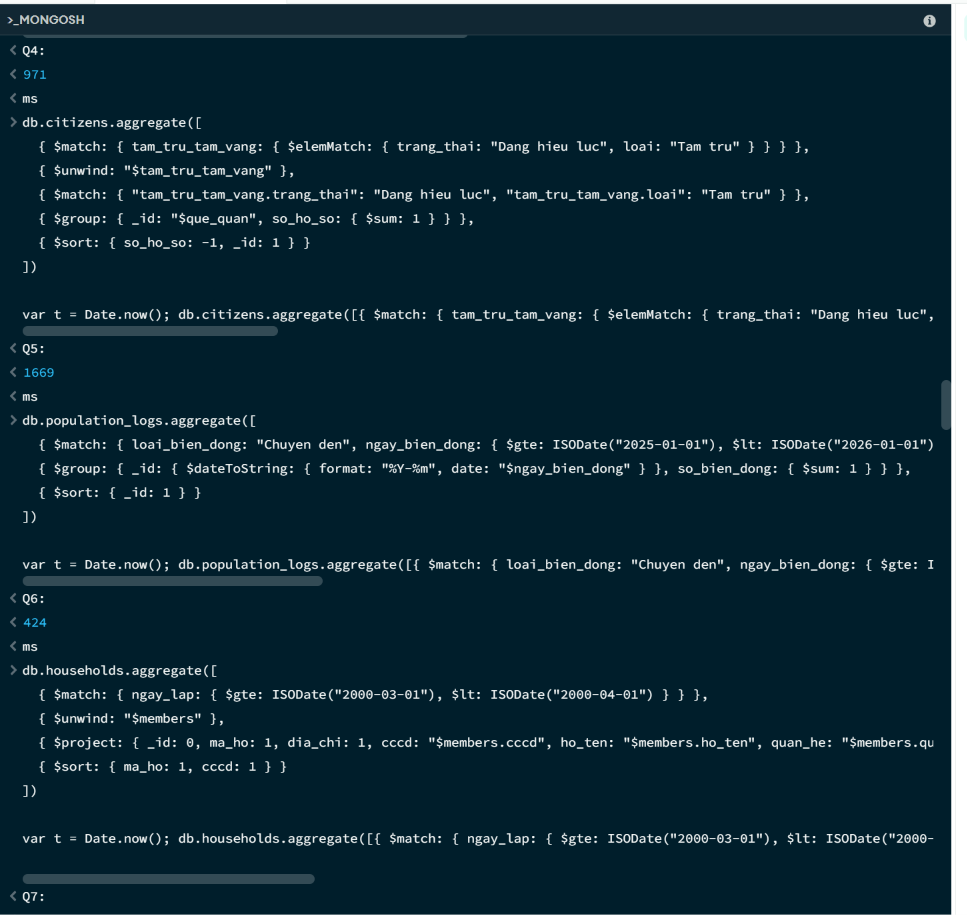 >_MONGOSH
Q4:
971
ms
db.citizens.aggregate([
{ $match: { tam_tru_tam_vang: { $elemMatch: { trang_thai: "Dang hieu luc", loai: "Tam tru" } } } },
{ $unwind: "$tam_tru_tam_vang" },
{ $match: { "tam_tru_tam_vang.trang_thai": "Dang hieu luc", "tam_tru_tam_vang.loai": "Tam tru" } },
{ $group: { _id: "$que_quan", so_ho_so: { $sum: 1 } } },
{ $sort: { so_ho_so: -1, _id: 1 } }
])
var t = Date.now(); db.citizens.aggregate([{ $match: { tam_tru_tam_vang: { $elemMatch: { trang_thai: "Dang hieu luc",
Q5:
1669
ms
db.population_logs.aggregate([
{ $match: { loai_bien_dong: "Chuyen den", ngay_bien_dong: { $gte: ISODate("2025-01-01"), $lt: ISODate("2026-01-01")
{ $group: { _id: { $dateToString: { format: "%Y-%m", date: "$ngay_bien_dong" } }, so_bien_dong: { $sum: 1 } } },
{ $sort: { _id: 1 } }
])
var t = Date.now(); db.population_logs.aggregate([{ $match: { loai_bien_dong: "Chuyen den", ngay_bien_dong: { $gte: I
Q6:
424
ms
db.households.aggregate([
{ $match: { ngay_lap: { $gte: ISODate("2000-03-01"), $lt: ISODate("2000-04-01") } } },
{ $unwind: "$members" },
{ $project: { _id: 0, ma_ho: 1, dia_chi: 1, cccd: "$members.cccd", ho_ten: "$members.ho_ten", quan_he: "$members.qu
{ $sort: { ma_ho: 1, cccd: 1 } }
])
var t = Date.now(); db.households.aggregate([{ $match: { ngay_lap: { $gte: ISODate("2000-03-01"), $lt: ISODate("2000-
Q7: